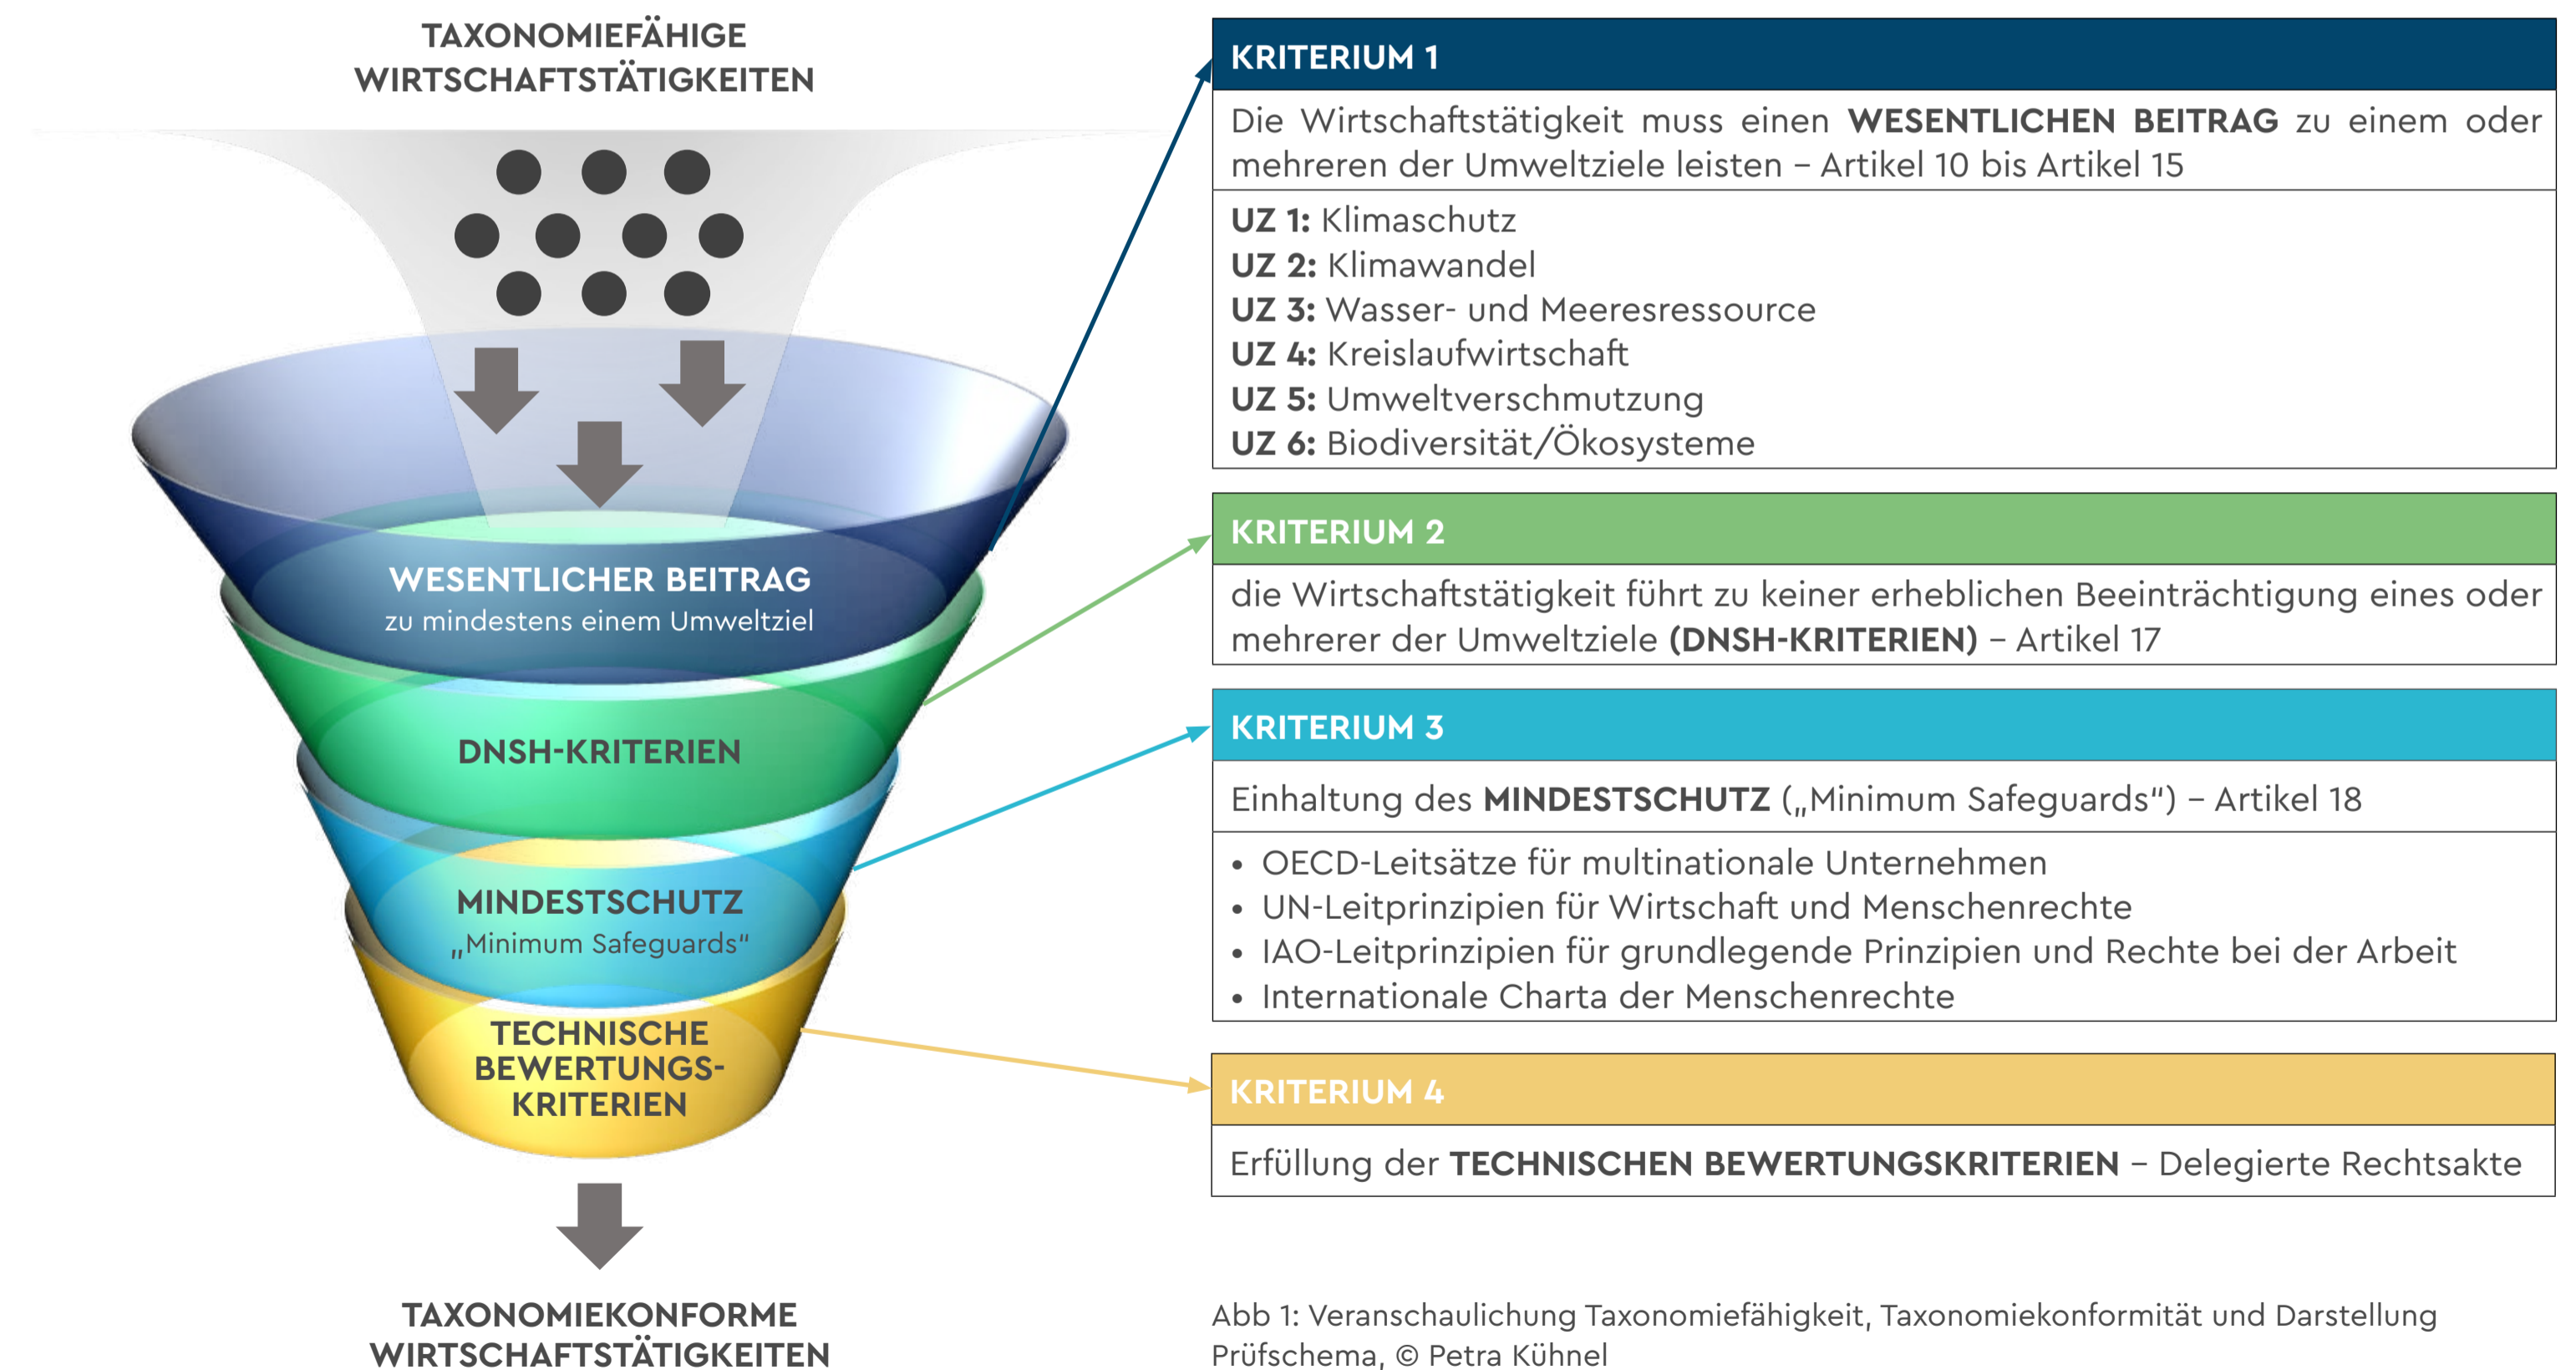 TAXONOMIEFÄHIGE
WIRTSCHAFTSTÄTIGKEITEN
WESENTLICHER BEITRAG
zu mindestens einem Umweltziel
DNSH-KRITERIEN
MINDESTSCHUTZ
„Minimum Safeguards“
TECHNISCHE
BEWERTUNGS-
KRITERIEN
TAXONOMIEKONFORME
WIRTSCHAFTSTÄTIGKEITEN
KRITERIUM 1
Die Wirtschaftstätigkeit muss einen WESENTLICHEN BEITRAG zu einem oder
mehreren der Umweltziele leisten – Artikel 10 bis Artikel 15
UZ 1: Klimaschutz
UZ 2: Klimawandel
UZ 3: Wasser- und Meeresressource
UZ 4: Kreislaufwirtschaft
UZ 5: Umweltverschmutzung
UZ 6: Biodiversität/Ökosysteme
KRITERIUM 2
die Wirtschaftstätigkeit führt zu keiner erheblichen Beeinträchtigung eines oder
mehrerer der Umweltziele (DNSH-KRITERIEN) – Artikel 17
KRITERIUM 3
Einhaltung des MINDESTSCHUTZ („Minimum Safeguards“) – Artikel 18
• OECD-Leitsätze für multinationale Unternehmen
• UN-Leitprinzipien für Wirtschaft und Menschenrechte
• IAO-Leitprinzipien für grundlegende Prinzipien und Rechte bei der Arbeit
• Internationale Charta der Menschenrechte
KRITERIUM 4
Erfüllung der TECHNISCHEN BEWERTUNGSKRITERIEN – Delegierte Rechtsakte
Abb 1: Veranschaulichung Taxonomiefähigkeit, Taxonomiekonformität und Darstellung
Prüfschema, © Petra Kühnel